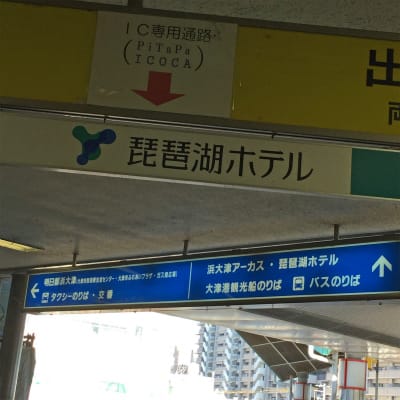 IC専用通路
(PiTaPa
ICOCA)
出
両
琵琶湖ホテル
明日都浜大津
タクシーのりば・交番
浜大津アーカス・琵琶湖ホテル
大津港観光船のりば バスのりば